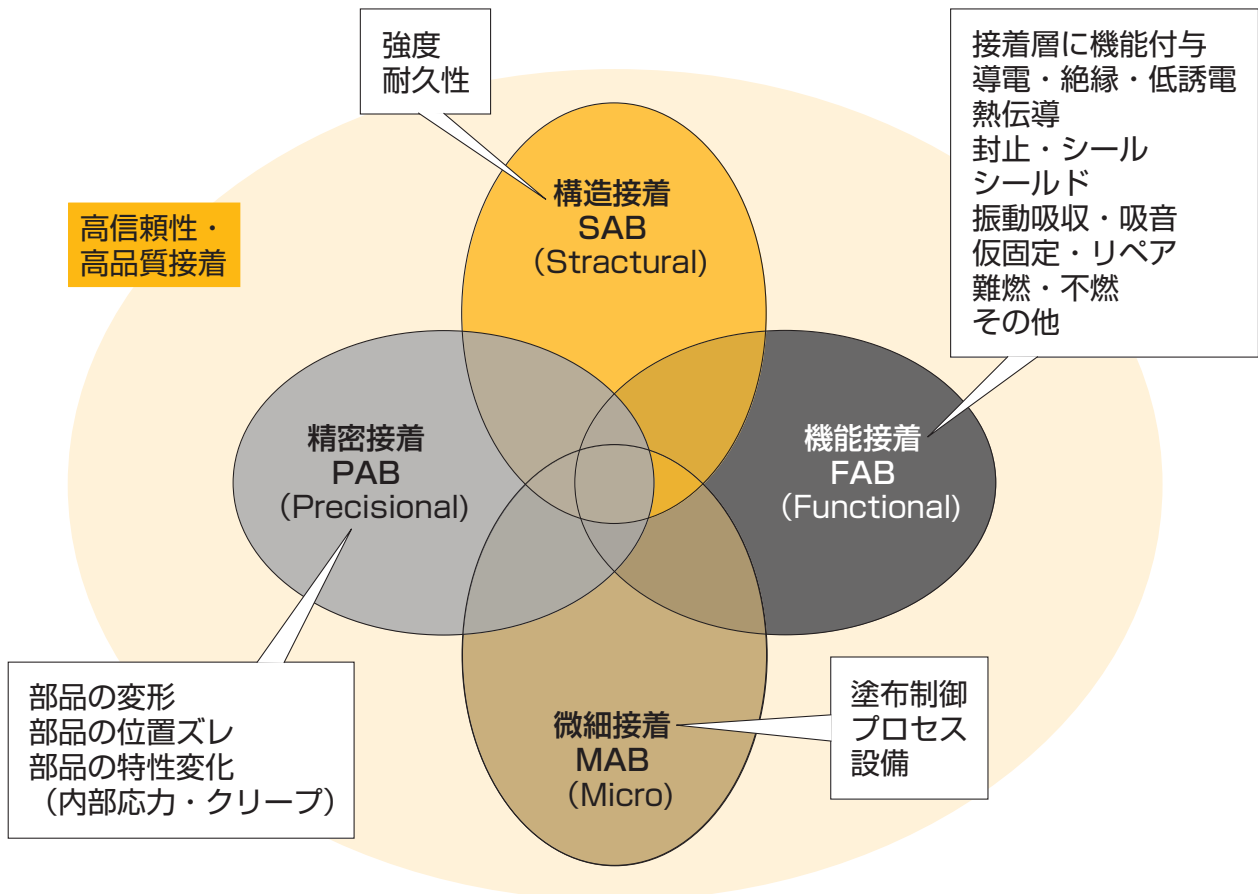 強度
耐久性
接着層に機能付与
導電・絶縁・低誘電
熱伝導
封止・シール
シールド
振動吸収・吸音
仮固定・リペア
難燃・不燃
その他
高信頼性・
高品質接着
構造接着
SAB
(Stractural)
精密接着
PAB
(Precisional)
機能接着
FAB
(Functional)
微細接着
MAB
(Micro)
部品の変形
部品の位置ズレ
部品の特性変化
（内部応力・クリープ）
塗布制御
プロセス
設備